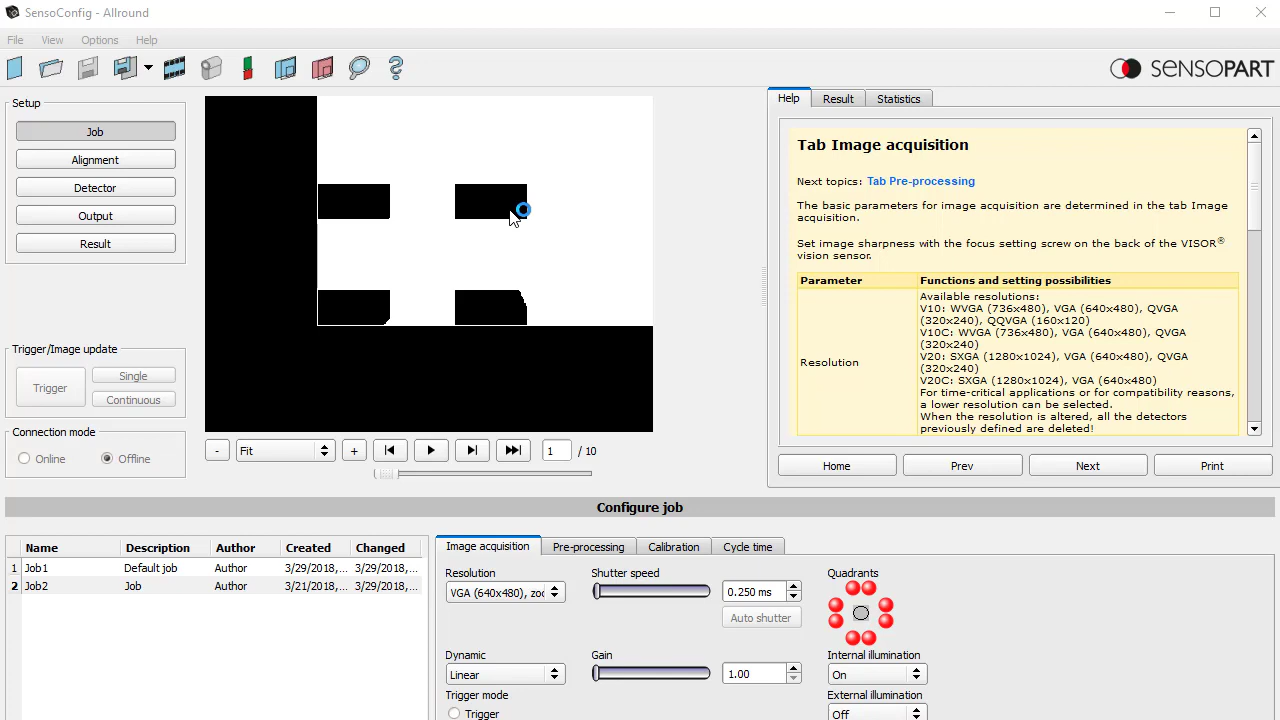 SensoConfig - Allround
File View Options Help
SENSOPART
Setup
Job
Alignment
Detector
Output
Result
Trigger/Image update
Trigger
Single
Continuous
Connection mode
Online
Offline
-
Fit
+
1
/ 10
Help Result Statistics
Tab Image acquisition
Next topics: Tab Pre-processing
The basic parameters for image acquisition are determined in the tab Image
acquisition.
Set image sharpness with the focus setting screw on the back of the VISOR®
vision sensor.
Parameter Functions and setting possibilities
Resolution
Available resolutions:
V10: WVGA (736x480), VGA (640x480), QVGA
(320x240), QQVGA (160x120)
V10C: WVGA (736x480), VGA (640x480), QVGA
(320x240)
V20: SXGA (1280x1024), VGA (640x480), QVGA
(320x240)
V20C: SXGA (1280x1024), VGA (640x480)
For time-critical applications or for compatibility reasons,
a lower resolution can be selected.
When the resolution is altered, all the detectors
previously defined are deleted!
Home Prev Next Print
Configure job
Name Description Author Created Changed
1 Job1 Default job Author 3/29/2018,... 3/29/2018,...
2 Job2 Job Author 3/21/2018,... 3/29/2018,...
Image acquisition Pre-processing Calibration Cycle time
Resolution
VGA (640x480), zoo
Shutter speed
0.250 ms
Auto shutter
Quadrants
Dynamic
Linear
Gain
1.00
Internal illumination
On
Trigger mode
Trigger
External illumination
Off